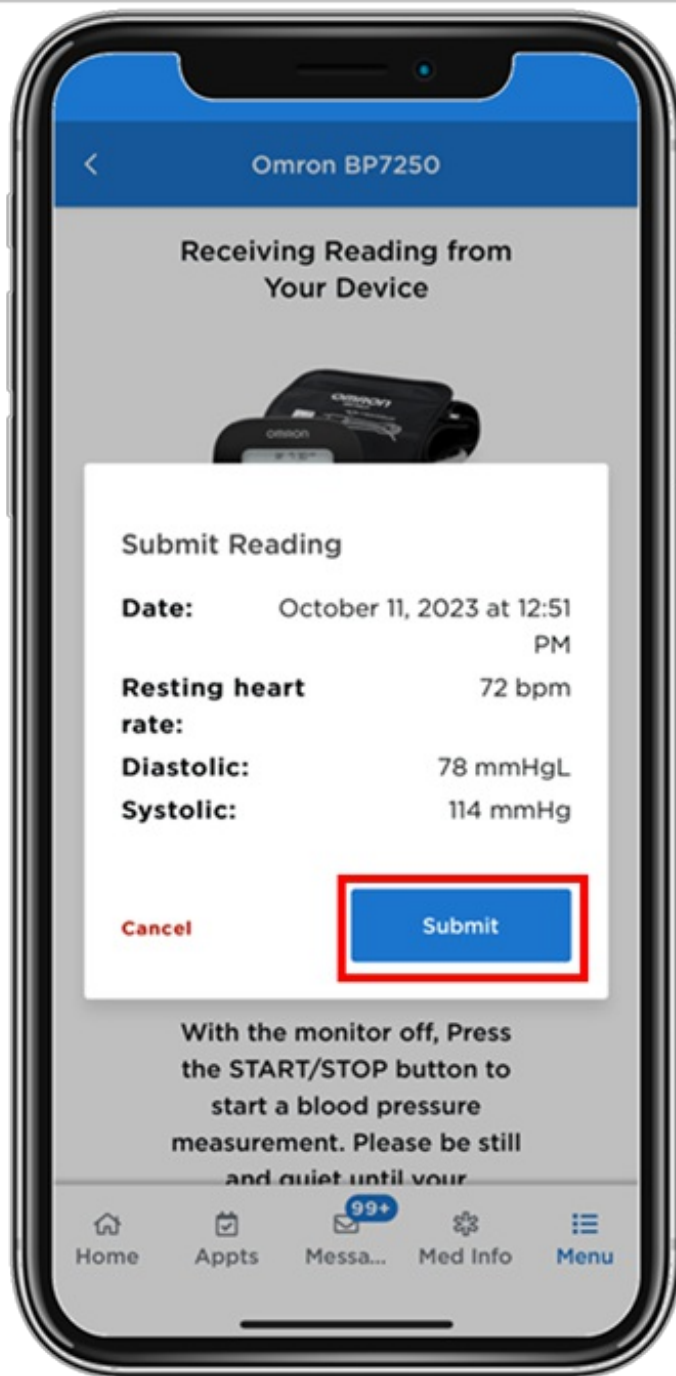 Omron BP7250
Receiving Reading from
Your Device
OMRON
OMRON
Submit Reading
Date: October 11, 2023 at 12:51
PM
Resting heart 72 bpm
rate:
Diastolic: 78 mmHgL
Systolic: 114 mmHg
Cancel Submit
With the monitor off, Press
the START/STOP button to
start a blood pressure
measurement. Please be still
and quiet until your
99+
Home Appts Messa... Med Info Menu